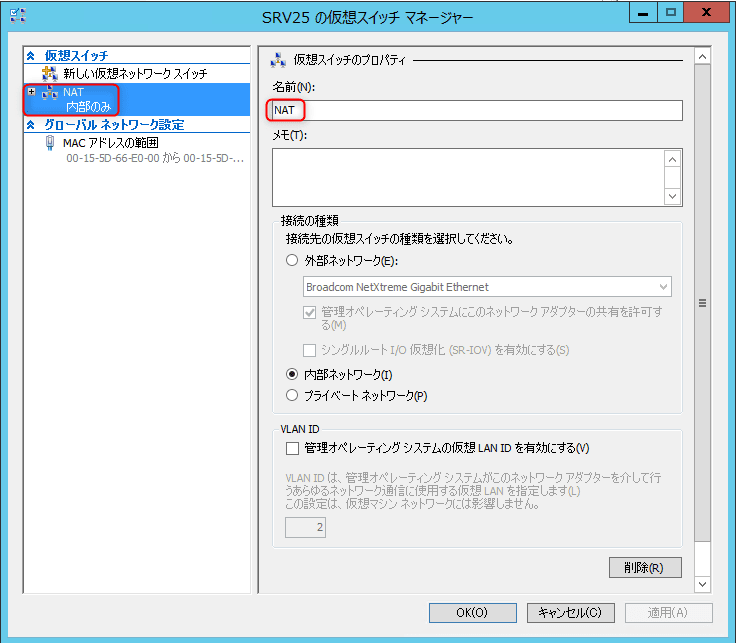 SRV25 の仮想スイッチ マネージャー
仮想スイッチ
新しい仮想ネットワーク スイッチ
NAT
内部のみ
グローバル ネットワーク設定
MAC アドレスの範囲
00-15-5D-66-E0-00 から 00-15-5D-...
仮想スイッチのプロパティ
名前(N):
NAT
メモ(T):
接続の種類
接続先の仮想スイッチの種類を選択してください。
外部ネットワーク(E):
Broadcom NetXtreme Gigabit Ethernet
管理オペレーティング システムにこのネットワーク アダプターの共有を許可す
る(M)
シングルルート I/O 仮想化 (SR-IOV) を有効にする(S)
内部ネットワーク(I)
プライベート ネットワーク(P)
VLAN ID
管理オペレーティング システムの仮想 LAN ID を有効にする(V)
VLAN ID は、管理オペレーティング システムがこのネットワーク アダプターを介して行
うあらゆるネットワーク通信に使用する仮想 LAN を指定します(L)
この設定は、仮想マシン ネットワークには影響しません。
2
削除(R)
OK(O)
キャンセル(C)
適用(A)